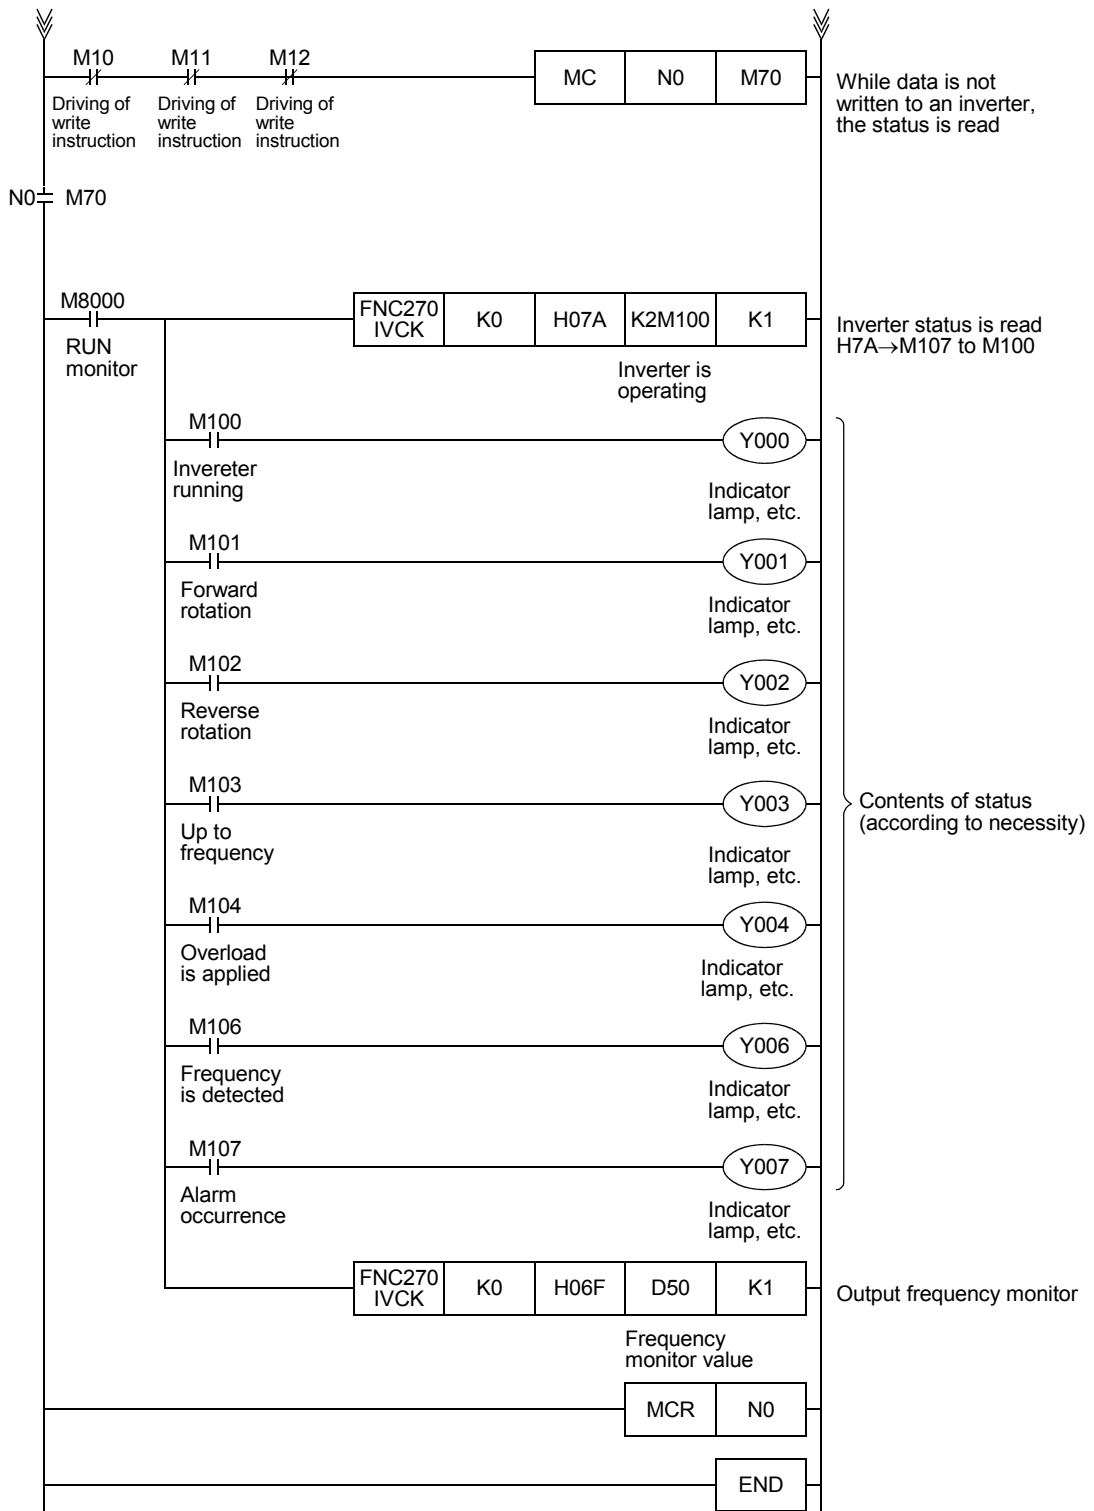 M10 M11 M12
MC N0 M70
Driving of write instruction
Driving of write instruction
Driving of write instruction
While data is not
written to an inverter,
the status is read
N0 M70
M8000
RUN
monitor
FNC270
IVCK K0 H07A K2M100 K1
Inverter is
operating
Inverter status is read
H7A→M107 to M100
M100
Invereter
running
Y000
Indicator
lamp, etc.
M101
Forward
rotation
Y001
Indicator
lamp, etc.
M102
Reverse
rotation
Y002
Indicator
lamp, etc.
M103
Up to
frequency
Y003
Indicator
lamp, etc.
Contents of status
(according to necessity)
M104
Overload
is applied
Y004
Indicator
lamp, etc.
M106
Frequency
is detected
Y006
Indicator
lamp, etc.
M107
Alarm
occurrence
Y007
Indicator
lamp, etc.
FNC270
IVCK K0 H06F D50 K1
Output frequency monitor
Frequency
monitor value
MCR N0
END